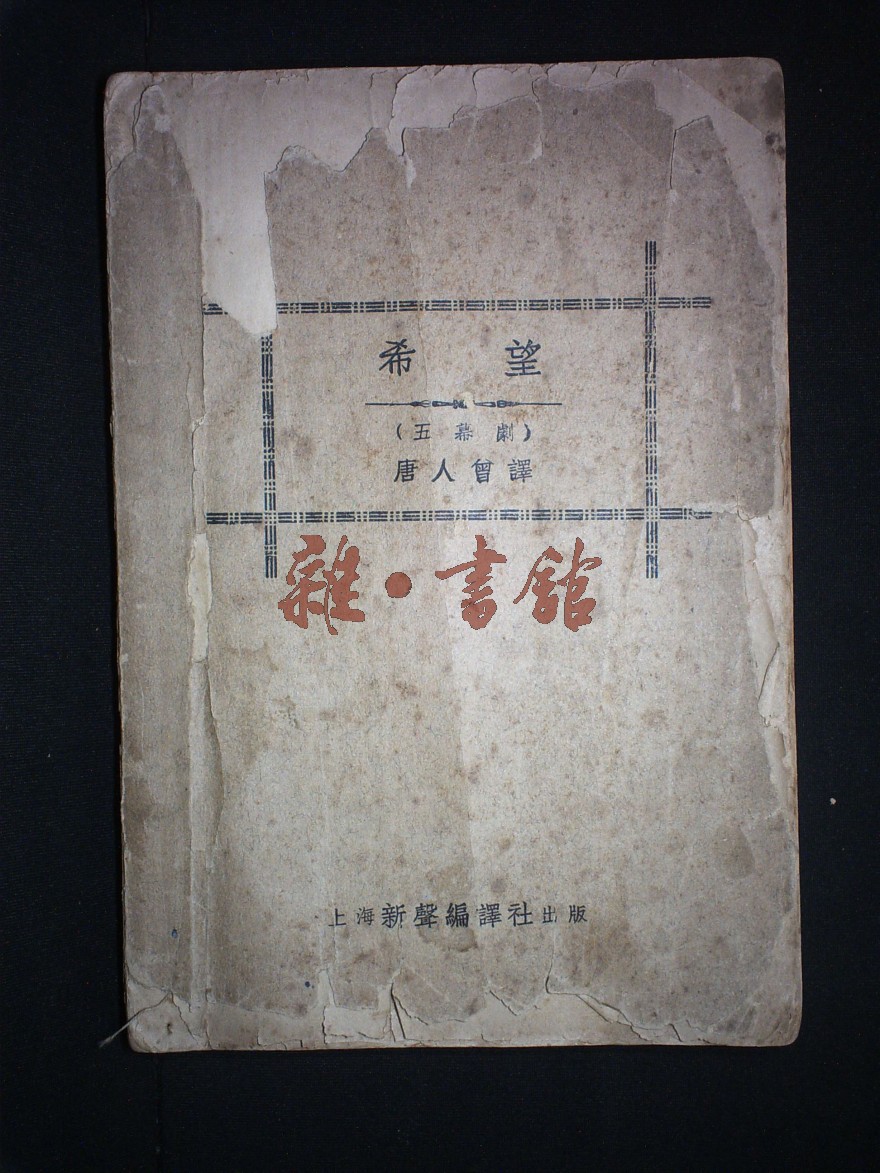 希望
(五幕劇)
唐人曾譯
雜·書館
上海新聲編譯社出版